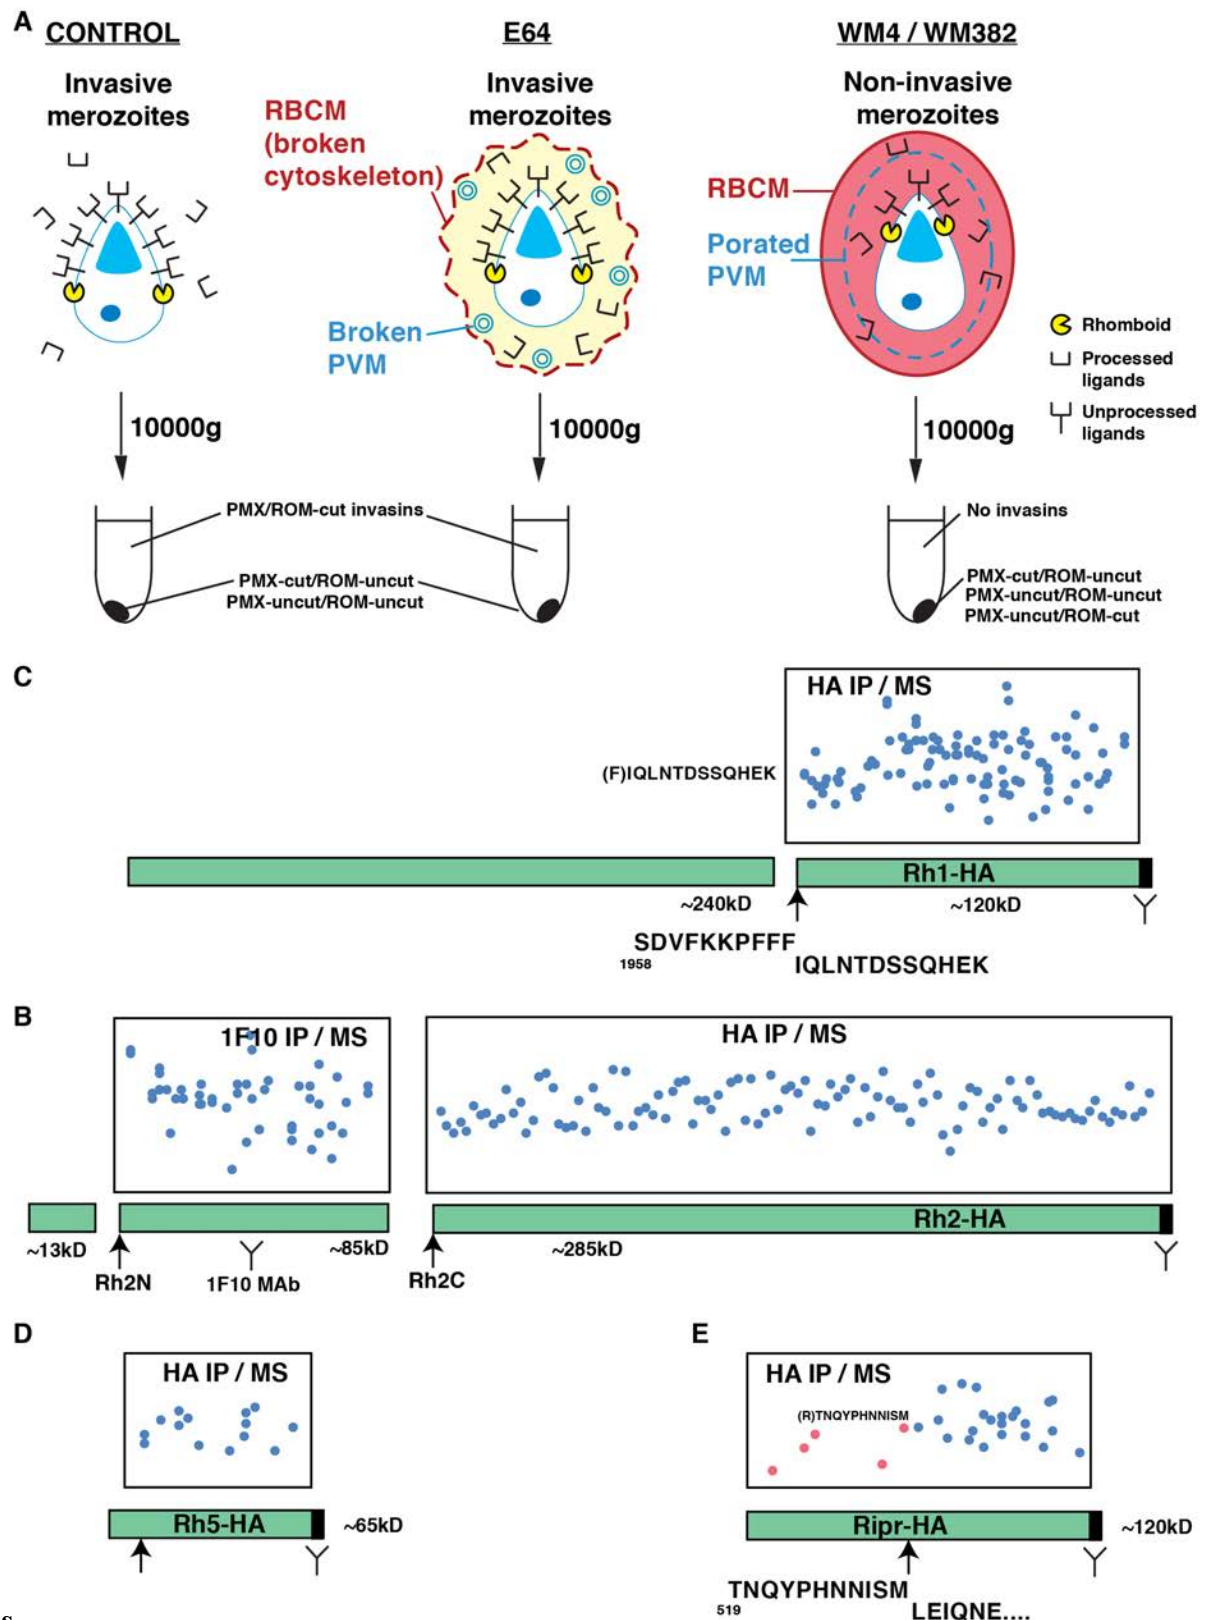 A
CONTROL
Invasive
merozoites
E64
Invasive
merozoites
WM4 / WM382
Non-invasive
merozoites
RBCM
(broken
cytoskeleton)
Broken
PVM
RBCM
Porated
PVM
Rhomboid
Processed
ligands
Unprocessed
ligands
10000g
10000g
10000g
PMX/ROM-cut invasins
PMX-cut/ROM-uncut
PMX-uncut/ROM-uncut
No invasins
PMX-cut/ROM-uncut
PMX-uncut/ROM-uncut
PMX-uncut/ROM-cut
C
HA IP / MS
(F)IQLNTDSSQHEK
Rh1-HA
~240kD
~120kD
SDVFKKPFFF
1958
IQLNTDSSQHEK
B
1F10 IP / MS
HA IP / MS
Rh2-HA
~13kD
~85kD
~285kD
Rh2N
1F10 MAb
Rh2C
D
HA IP / MS
Rh5-HA
~65kD
E
HA IP / MS
(R)TNQYPHNNISM
Ripr-HA
~120kD
TNQYPHNNISM
519
LEIQNE....